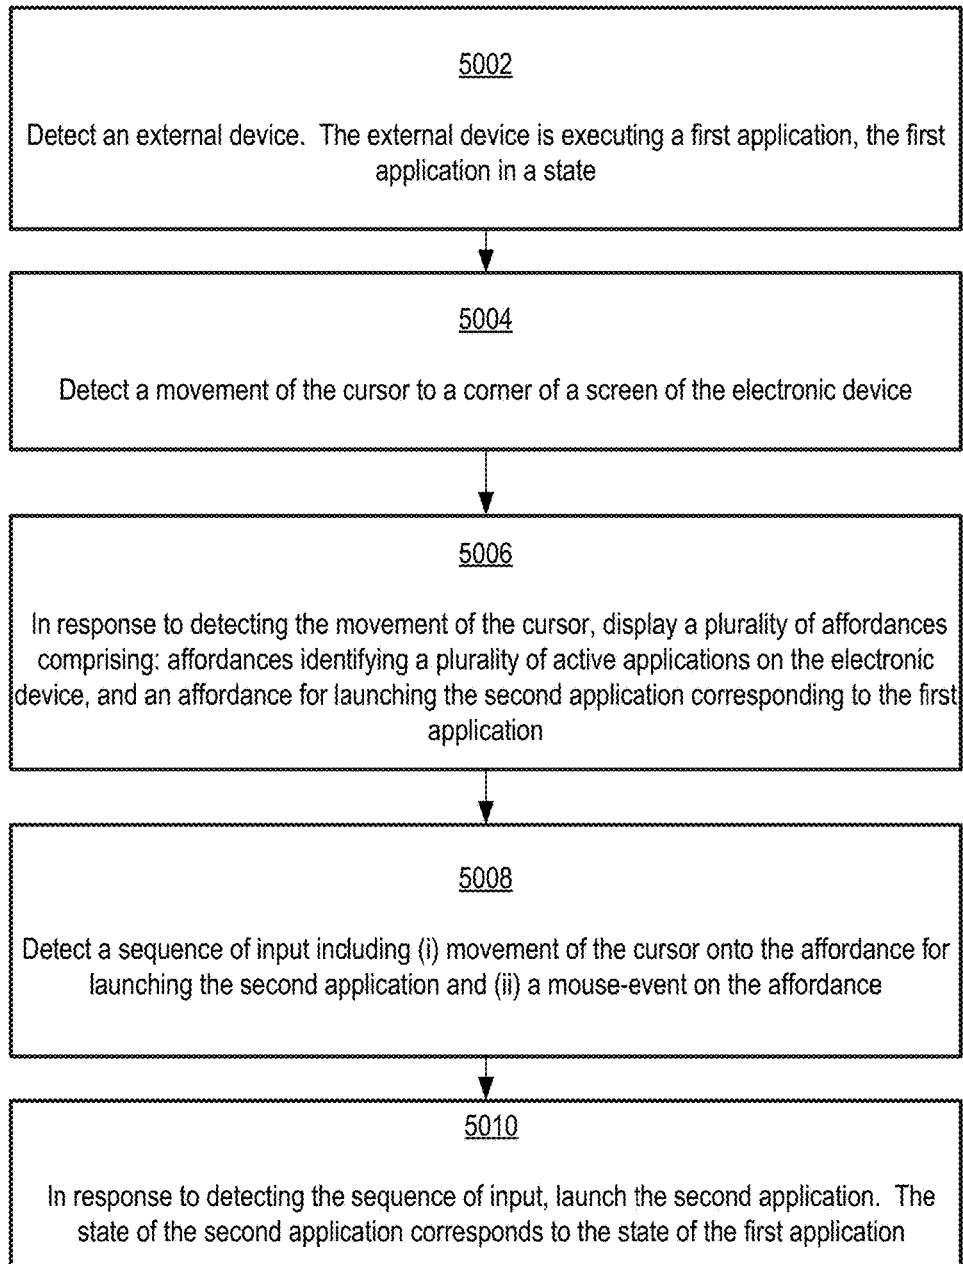 5002
Detect an external device. The external device is executing a first application, the first
application in a state
5004
Detect a movement of the cursor to a corner of a screen of the electronic device
5006
In response to detecting the movement of the cursor, display a plurality of affordances
comprising: affordances identifying a plurality of active applications on the electronic
device, and an affordance for launching the second application corresponding to the first
application
5008
Detect a sequence of input including (i) movement of the cursor onto the affordance for
launching the second application and (ii) a mouse-event on the affordance
5010
In response to detecting the sequence of input, launch the second application. The
state of the second application corresponds to the state of the first application